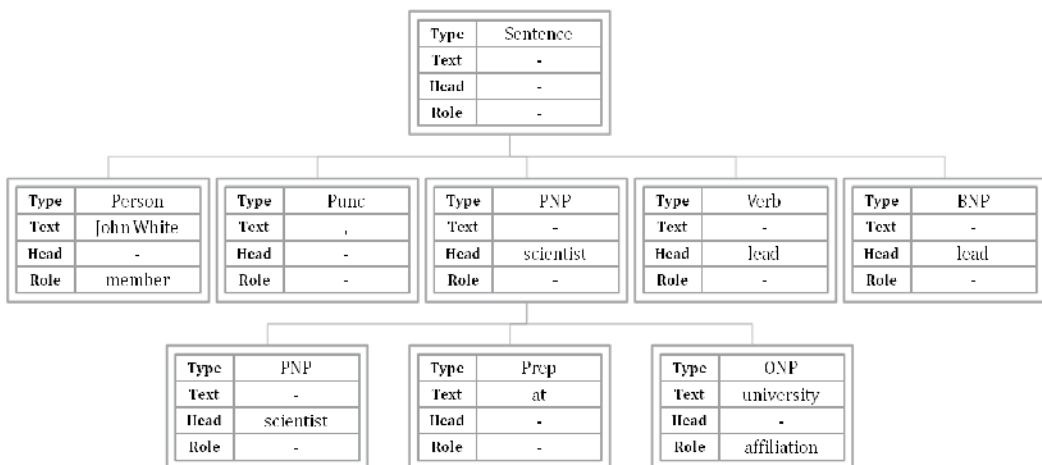 Type Sentence
Text -
Head -
Role -
Type Person Type Punc Type PNP Type Verb Type BNP
Text John White Text , Text - Text - Text -
Head - Head - Head scientist Head lead Head lead
Role member Role - Role - Role - Role -
Type PNP Type Prep Type ONP
Text - Text at Text university
Head scientist Head - Head -
Role - Role - Role affiliation